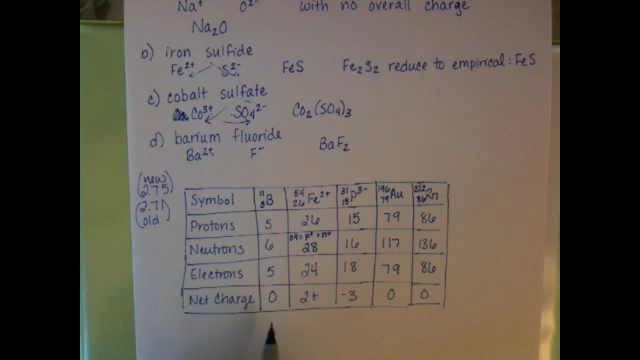 Na⁺ O²⁻ with no overall charge
Na₂O
b) iron sulfide
Fe²⁺ S²⁻ FeS Fe₂S₂ reduce to empirical: FeS
c) cobalt sulfate
Co³⁺ SO₄²⁻ Co₂(SO₄)₃
d) barium fluoride
Ba²⁺ F⁻ BaF₂
(new) 2.75
(2.71 old)
Symbol ¹¹₅B ⁵⁴₂₆Fe²⁺ ³¹₁₅P³⁻ ¹⁹⁶₇₉Au ²²²₈₆Rn
Protons 5 26 15 79 86
54 = p⁺ + n°
Neutrons 6 28 16 117 136
Electrons 5 24 18 79 86
Net Charge 0 2+ -3 0 0